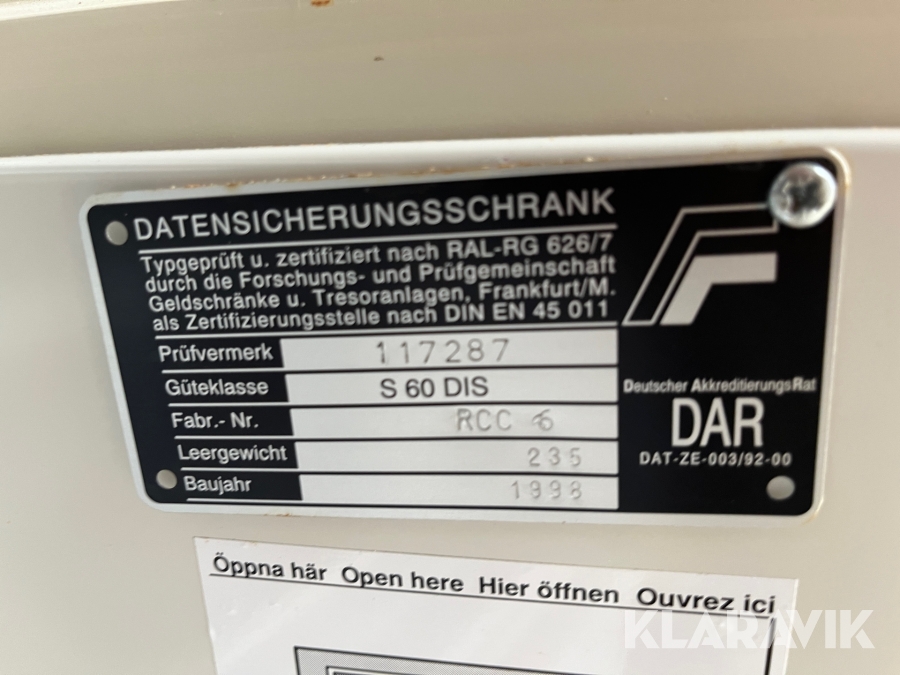 DATENSICHERUNGSSCHRANK
Typgeprüft u. zertifiziert nach RAL-RG 626/7
durch die Forschungs- und Prüfgemeinschaft
Geldschränke u. Tresoranlagen, Frankfurt/M.
als Zertifizierungsstelle nach DIN EN 45 011
Prüfvermerk 117287
Güteklasse S 60 DIS
Fabr.- Nr. RCC 6
Leergewicht 235
Baujahr 1998
Deutscher AkkreditierungsRat
DAR
DAT-ZE-003/92-00
Öppna här Open here Hier öffnen Ouvrez ici
KLARAVIK